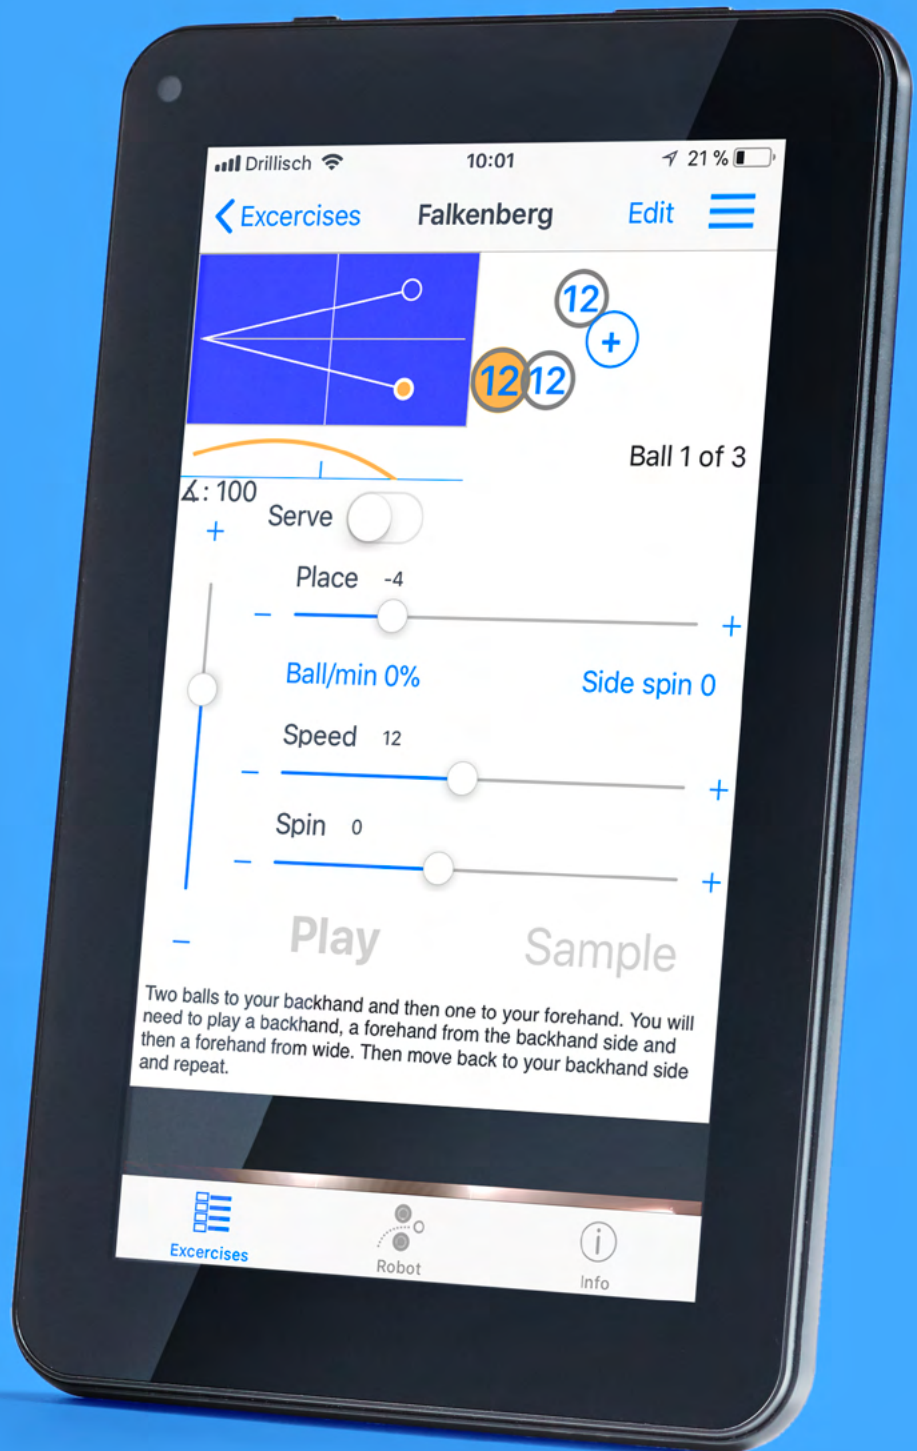 Drillisch 10:01 21 %
Excercises Falkenberg Edit
12
+
12 12
Ball 1 of 3
∡: 100
+
Serve
Place -4
- +
Ball/min 0% Side spin 0
Speed 12
- +
Spin 0
- +
-
Play Sample
Two balls to your backhand and then one to your forehand. You will
need to play a backhand, a forehand from the backhand side and
then a forehand from wide. Then move back to your backhand side
and repeat.
Excercises Robot Info